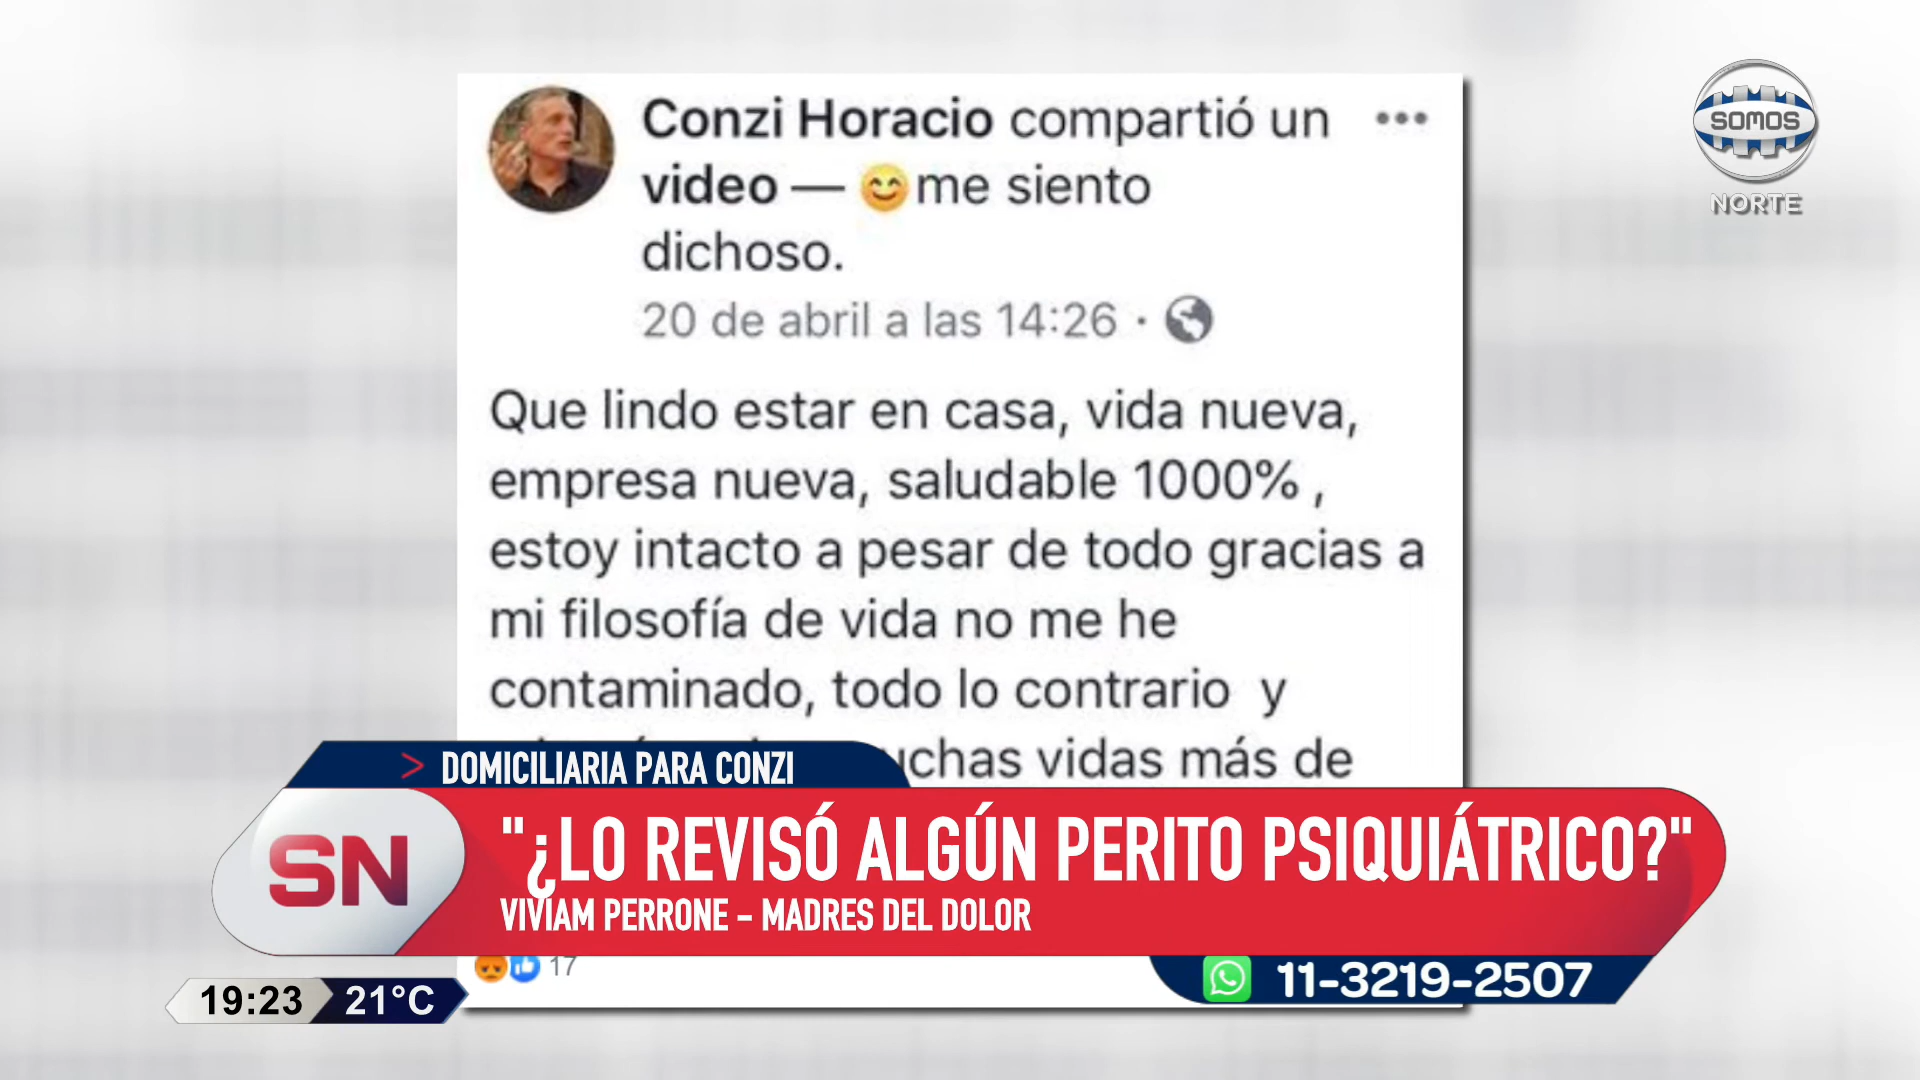 Conzi Horacio compartió un
video — 😊 me siento
dichoso.
20 de abril a las 14:26 ·
Que lindo estar en casa, vida nueva,
empresa nueva, saludable 1000% ,
estoy intacto a pesar de todo gracias a
mi filosofía de vida no me he
contaminado, todo lo contrario y
vidas más de
SOMOS
NORTE
> DOMICILIARIA PARA CONZI
SN
"¿LO REVISÓ ALGÚN PERITO PSIQUIÁTRICO?"
VIVIAM PERRONE - MADRES DEL DOLOR
17
11-3219-2507
19:23 21°C